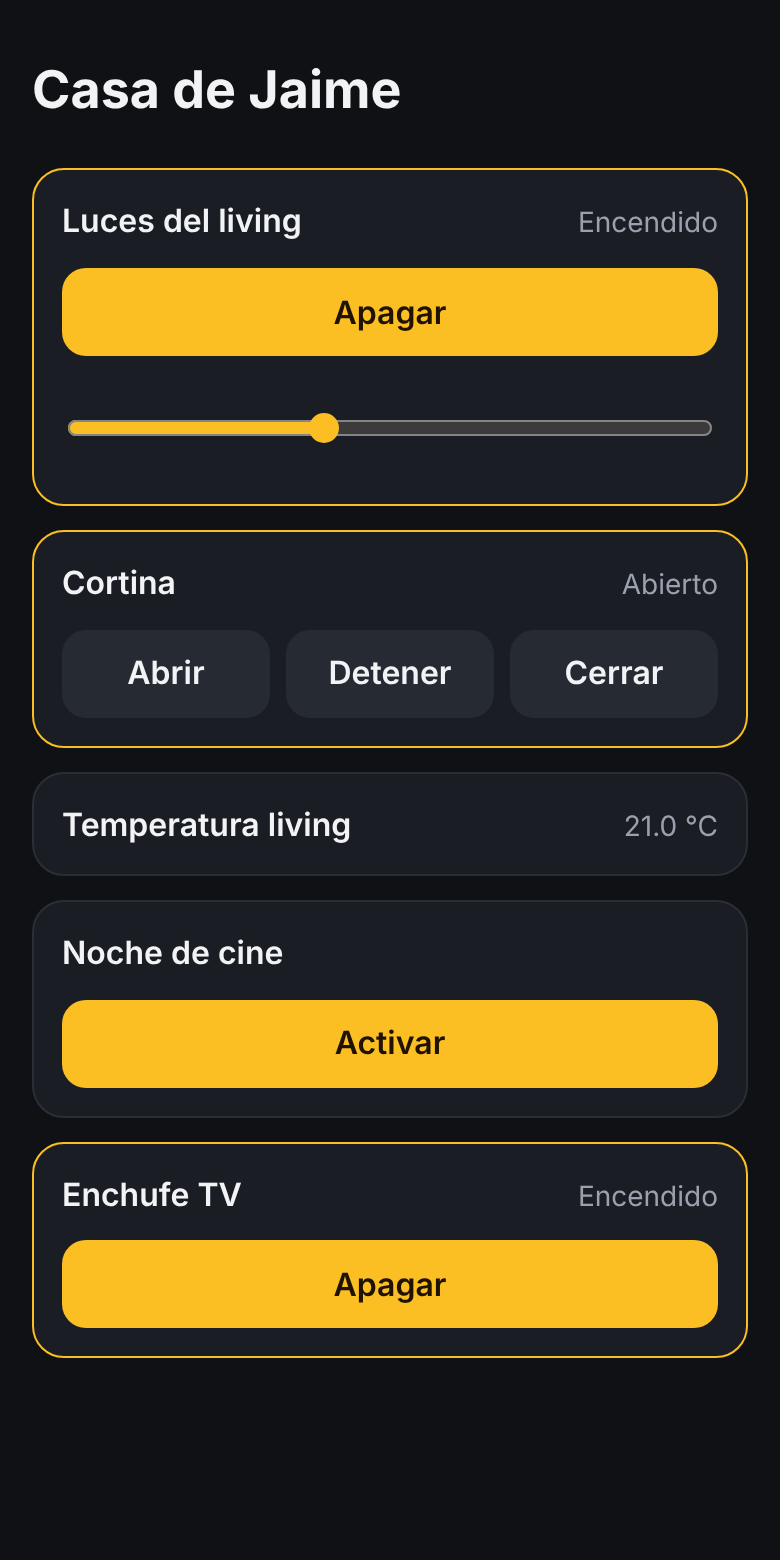 Casa de Jaime
Luces del living Encendido
Apagar
Cortina Abierto
Abrir Detener Cerrar
Temperatura living 21.0 °C
Noche de cine
Activar
Enchufe TV Encendido
Apagar